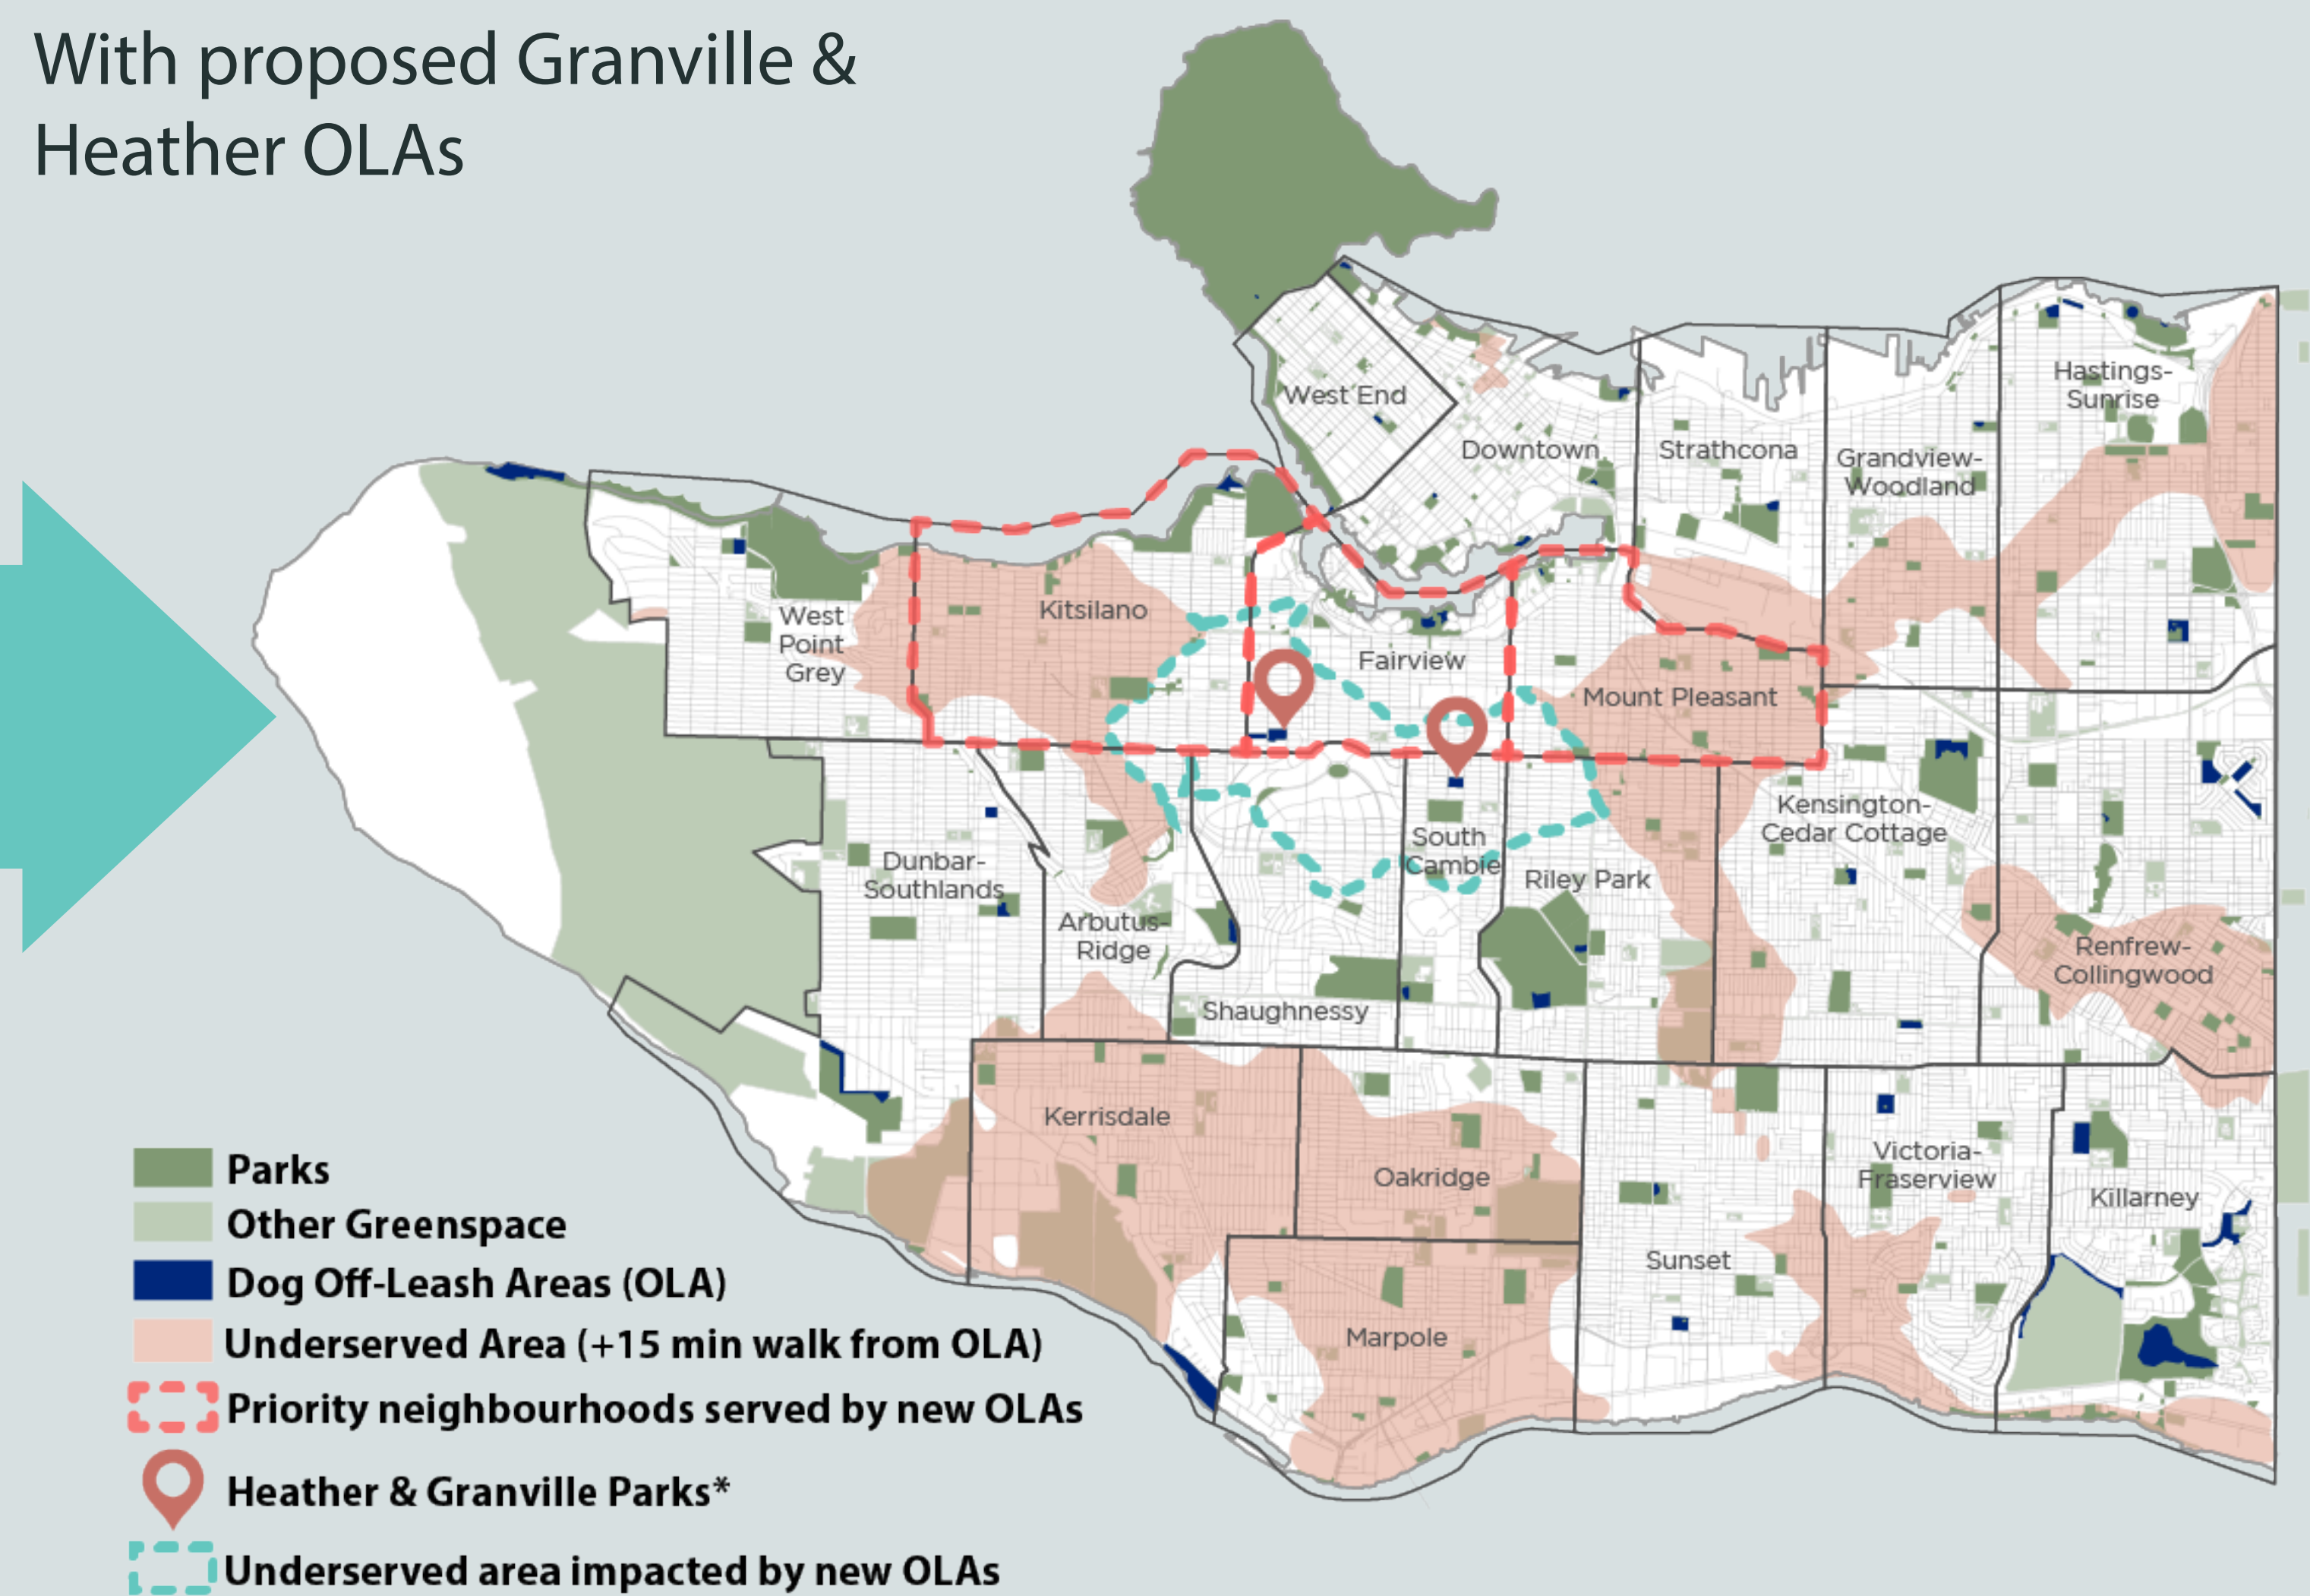 With proposed Granville &
Heather OLAs
West End
Downtown
Strathcona
Grandview-
Woodland
Hastings-
Sunrise
West
Point
Grey
Kitsilano
Fairview
Mount Pleasant
Dunbar-
Southlands
Arbutus-
Ridge
Shaughnessy
South
Cambie
Riley Park
Kensington-
Cedar Cottage
Renfrew-
Collingwood
Kerrisdale
Oakridge
Marpole
Sunset
Victoria-
Fraserview
Killarney
Parks
Other Greenspace
Dog Off-Leash Areas (OLA)
Underserved Area (+15 min walk from OLA)
Priority neighbourhoods served by new OLAs
Heather & Granville Parks*
Underserved area impacted by new OLAs